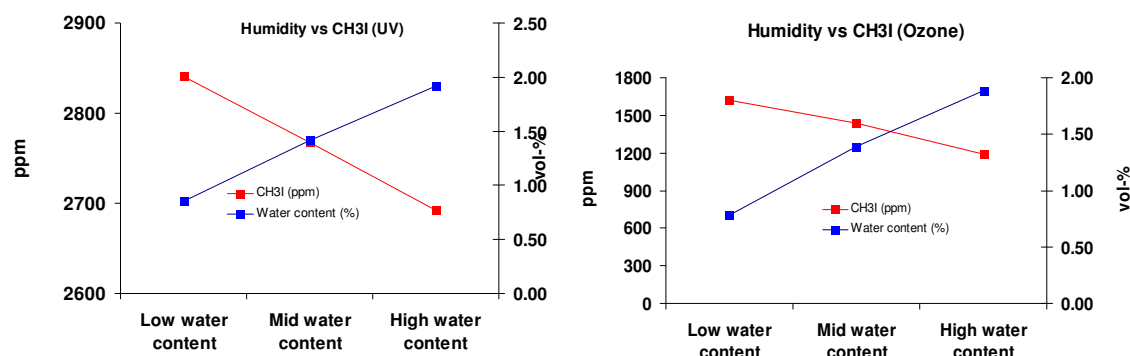 Humidity vs CH3I (UV)
2900
2800
2700
2600
ppm
2.50
2.00
1.50
1.00
0.50
0.00
vol-%
CH3I (ppm)
Water content (%)
Low water content
Mid water content
High water content
Humidity vs CH3I (Ozone)
1800
1500
1200
900
600
300
0
ppm
2.00
1.50
1.00
0.50
0.00
vol-%
CH3I (ppm)
Water content (%)
Low water content
Mid water content
High water content